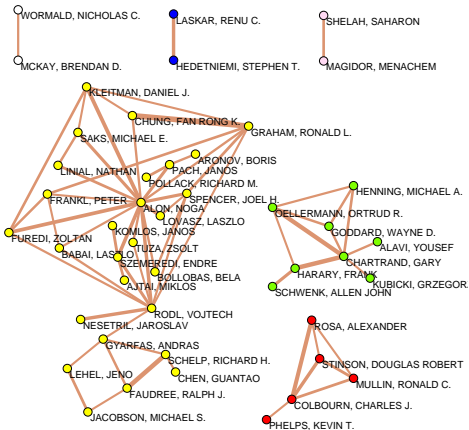 WORMALD, NICHOLAS C.
LASKAR, RENU C.
SHELAH, SAHARON
MCKAY, BRENDAN D.
HEDETNIEMI, STEPHEN T.
MAGIDOR, MENACHEM
KLEITMAN, DANIEL J.
CHUNG, FAN RONG K.
GRAHAM, RONALD L.
SAKS, MICHAEL E.
ARONOV, BORIS
LINIAL, NATHAN
PACH, JANOS
POLLACK, RICHARD M.
HENNING, MICHAEL A.
FRANKL, PETER
SPENCER, JOEL H.
ALON, NOGA
OELLERMANN, ORTRUD R.
LOVASZ, LASZLO
GODDARD, WAYNE D.
KOMLOS, JANOS
FUREDI, ZOLTAN
TUZA, ZSOLT
ALAVI, YOUSEF
BABAI, LASZLO
SZEMEREDI, ENDRE
CHARTRAND, GARY
BOLLOBAS, BELA
HARARY, FRANK
AJTAI, MIKLOS
KUBICKI, GRZEGOR
SCHWENK, ALLEN JOHN
RODL, VOJTECH
NESETRIL, JAROSLAV
ROSA, ALEXANDER
GYARFAS, ANDRAS
SCHELP, RICHARD H.
STINSON, DOUGLAS ROBERT
LEHEL, JENO
CHEN, GUANTAO
MULLIN, RONALD C.
FAUDREE, RALPH J.
COLBOURN, CHARLES J.
JACOBSON, MICHAEL S.
PHELPS, KEVIN T.